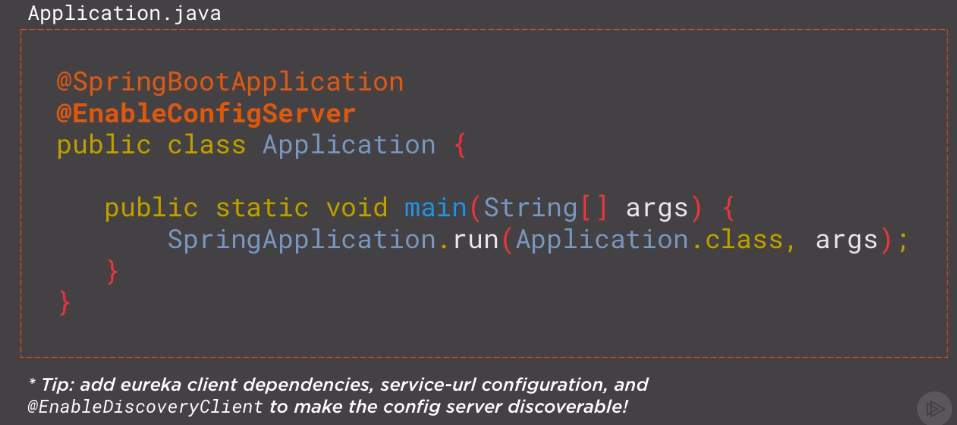 Application.java
@SpringBootApplication
@EnableConfigServer
public class Application {
public static void main(String[] args) {
SpringApplication.run(Application.class, args);
}
}
* Tip: add eureka client dependencies, service-url configuration, and
@EnableDiscoveryClient to make the config server discoverable!